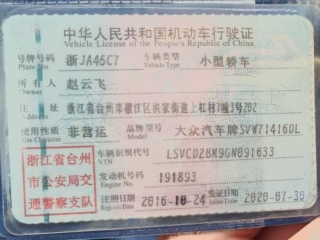 中华人民共和国机动车行驶证
Vehicle License of the People's Republic of China
号牌号码 浙JA46C7 车辆类型 小型轿车
Plate No. Vehicle Type
所有人 赵云飞
Owner
住址 浙江省台州市椒江区洪家街道上
使用性质 非营运 品牌型号 大众汽车牌SVW71416DL
浙江省台州 车辆识别代号 LSVCD2BM9GN091633
VIN
市公安局交 发动机号码 191893
Engine No.
通警察支队 注册日期 2016-10-24 发证日期 2020-07-30
Register Date Issue Date